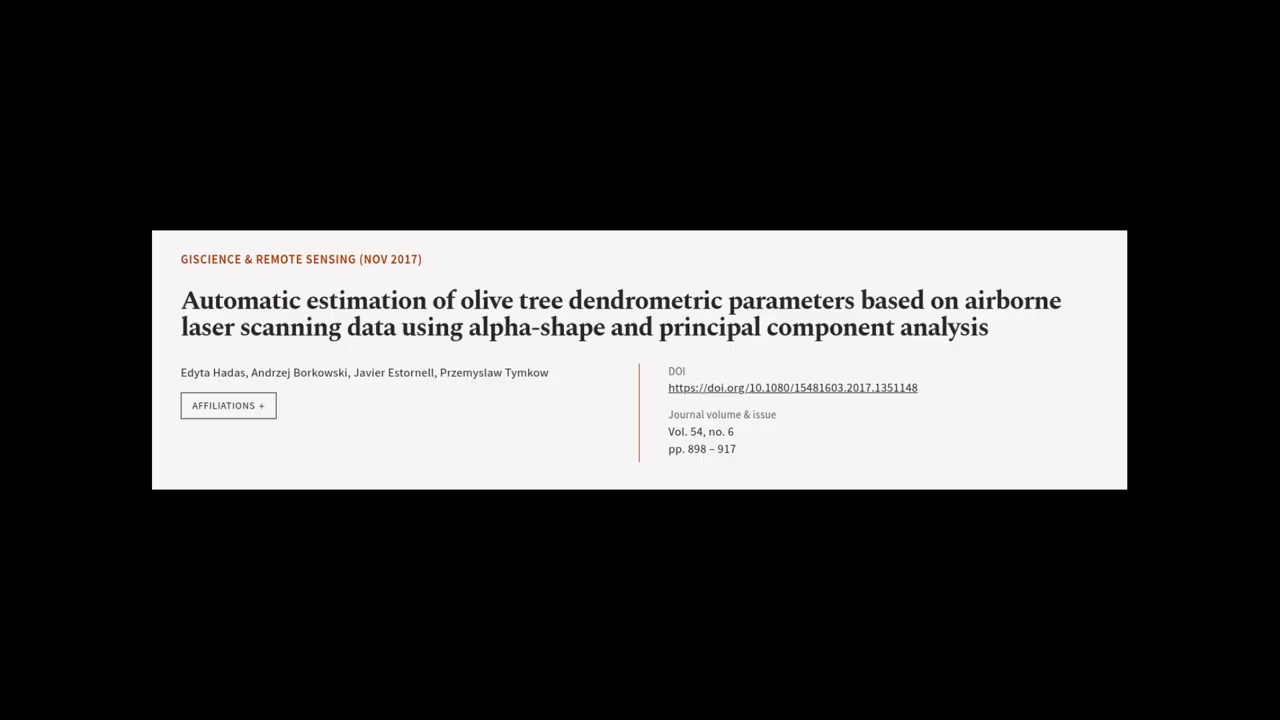 GISCIENCE & REMOTE SENSING (NOV 2017)
Automatic estimation of olive tree dendrometric parameters based on airborne
laser scanning data using alpha-shape and principal component analysis
Edyta Hadas, Andrzej Borkowski, Javier Estornell, Przemyslaw Tymkow
AFFILIATIONS +
DOI
https://doi.org/10.1080/15481603.2017.1351148
Journal volume & issue
Vol. 54, no. 6
pp. 898 – 917